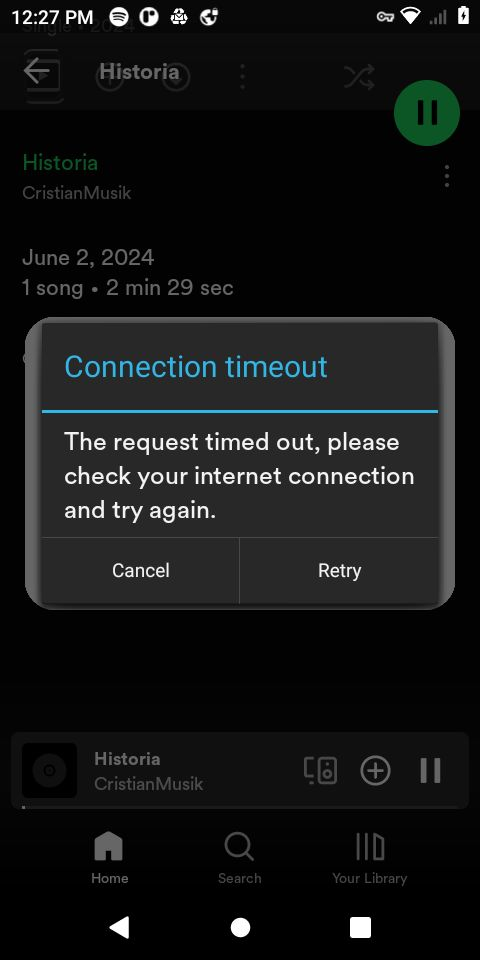 12:27 PM
Single • 2024
Historia
Historia
CristianMusik
June 2, 2024
1 song • 2 min 29 sec
Connection timeout
The request timed out, please
check your internet connection
and try again.
Cancel
Retry
Historia
CristianMusik
Home
Search
Your Library